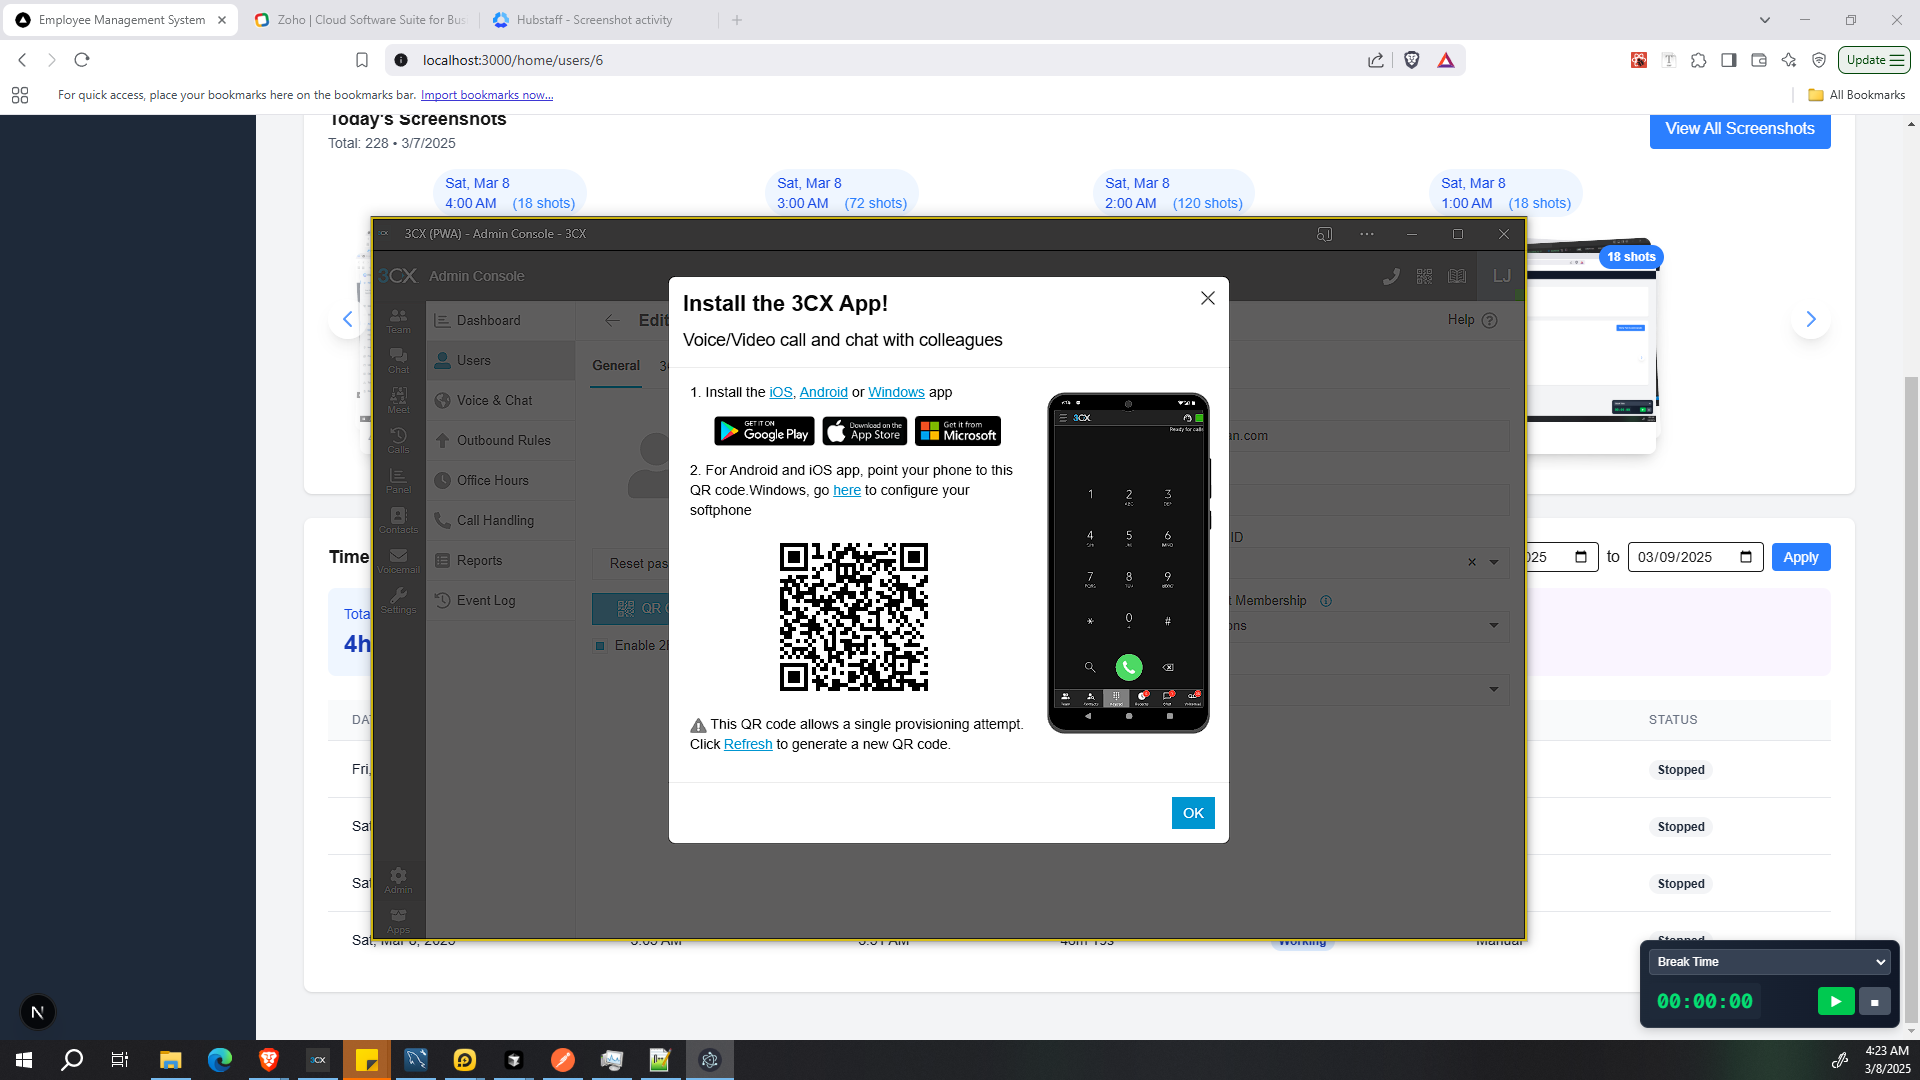 Employee Management System
Zoho | Cloud Software Suite for Bus
Hubstaff - Screenshot activity
localhost:3000/home/users/6
Update
For quick access, place your bookmarks here on the bookmarks bar. Import bookmarks now...
All Bookmarks
Today's Screenshots
Total: 228 • 3/7/2025
View All Screenshots
Sat, Mar 8
4:00 AM (18 shots)
Sat, Mar 8
3:00 AM (72 shots)
Sat, Mar 8
2:00 AM (120 shots)
Sat, Mar 8
1:00 AM (18 shots)
18 shots
3CX (PWA) - Admin Console - 3CX
3CX Admin Console
LJ
Team
Chat
Meet
Calls
Panel
Contacts
Voicemail
Settings
Admin
Apps
Dashboard
Users
Voice & Chat
Outbound Rules
Office Hours
Call Handling
Reports
Event Log
Edit
Help
General
an.com
ID
Reset pas
t Membership
ons
QR
Enable 2
Install the 3CX App!
Voice/Video call and chat with colleagues
1. Install the iOS, Android or Windows app
GET IT ON
Google Play
Download on the
App Store
Get it from
Microsoft
2. For Android and iOS app, point your phone to this
QR code.Windows, go here to configure your
softphone
This QR code allows a single provisioning attempt.
Click Refresh to generate a new QR code.
OK
3CX
Ready for calls
1 2 3
4 5 6
7 8 9
* 0 #
Time
025
to
03/09/2025
Apply
Tota
4h
DA
STATUS
Fri,
Stopped
Sat
Stopped
Sat
Stopped
Sat, Mar 8, 2025
Working
Manual
Stopped
Break Time
00:00:00
N
3CX
4:23 AM
3/8/2025